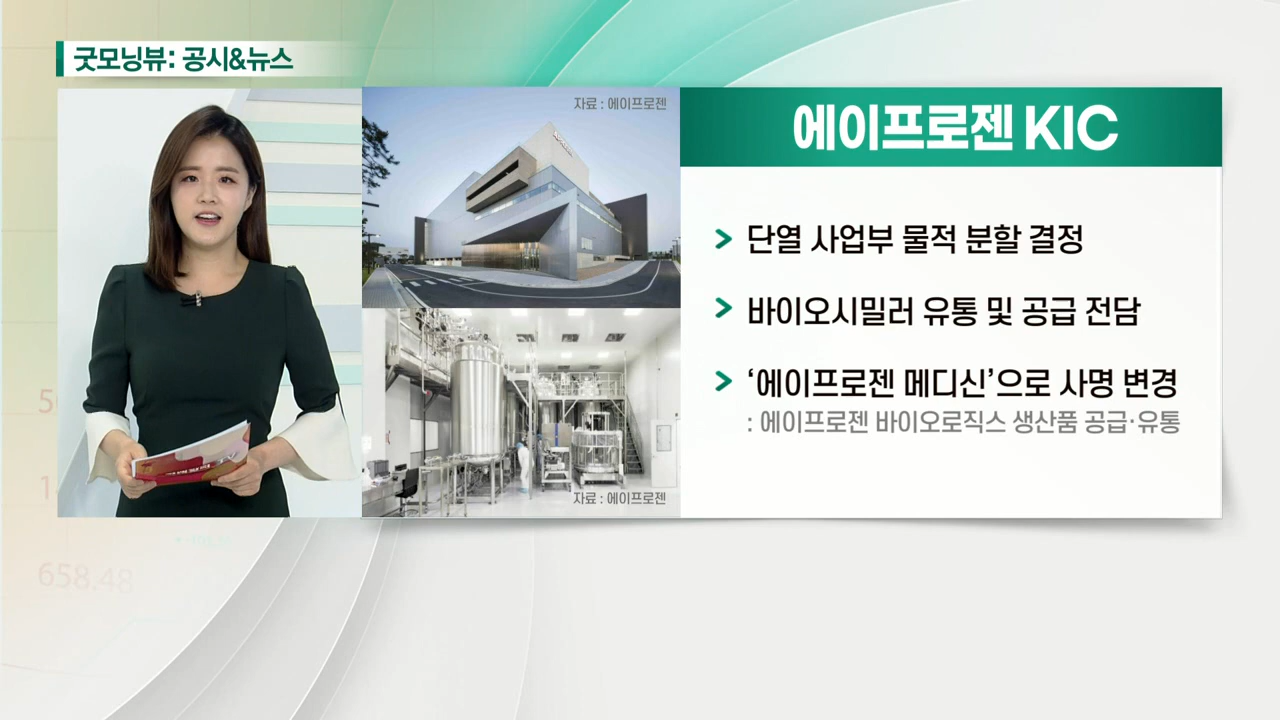 굿모닝뷰: 공시&뉴스
자료 : 에이프로젠
에이프로젠 KIC
단열 사업부 물적 분할 결정
바이오시밀러 유통 및 공급 전담
‘에이프로젠 메디신’으로 사명 변경
: 에이프로젠 바이오로직스 생산품 공급·유통
자료 : 에이프로젠
658.48